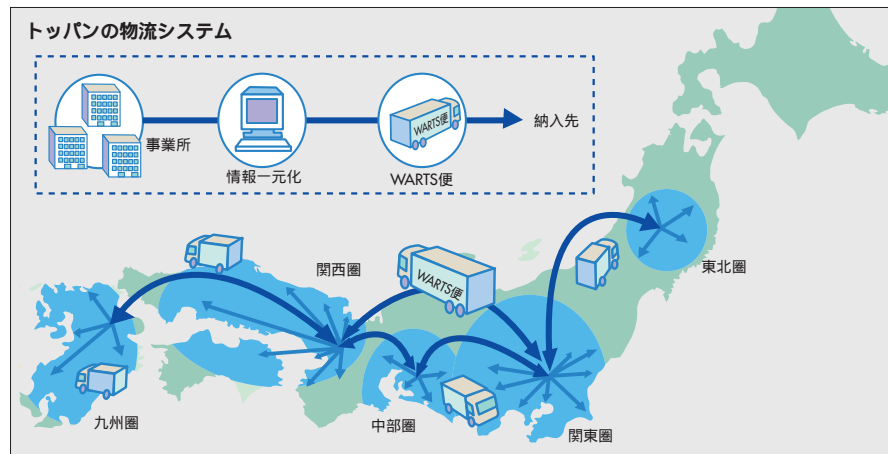 トッパンの物流システム
事業所
情報一元化
WARTS便
WARTS便
納入先
関西圏
WARTS便
東北圏
九州圏
中部圏
関東圏